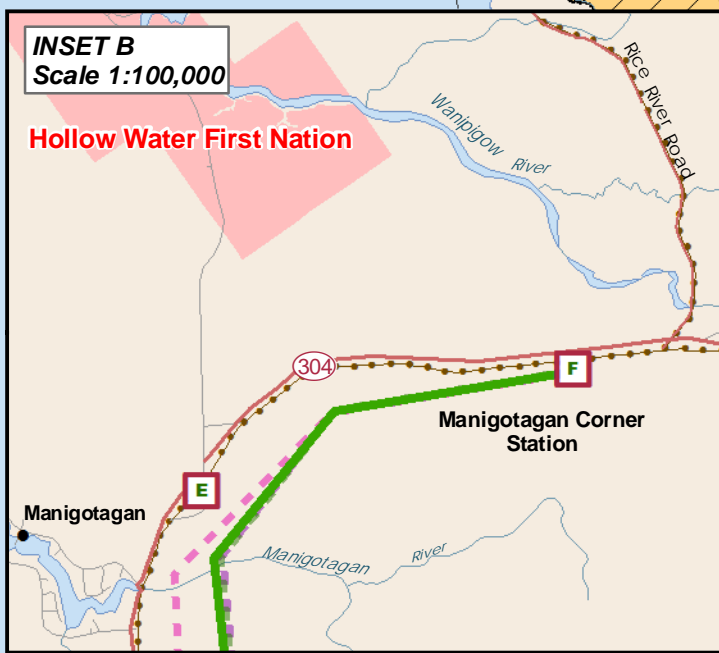 INSET B
Scale 1:100,000
Hollow Water First Nation
Wanipigow
River
Rice River Road
304
F
Manigotagan Corner
Station
E
Manigotagan
Manigotagan
River